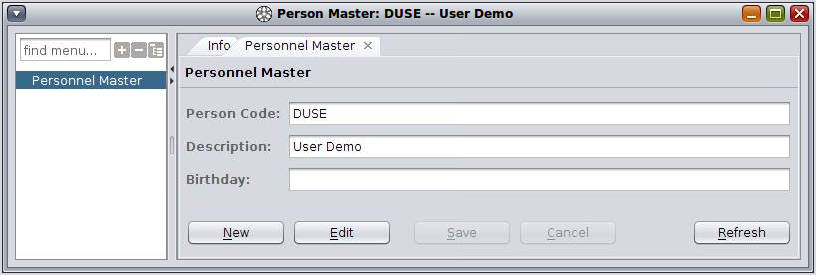 Person Master: DUSE -- User Demo
find menu...
Personnel Master
Info
Personnel Master
Personnel Master
Person Code: DUSE
Description: User Demo
Birthday:
New Edit Save Cancel Refresh